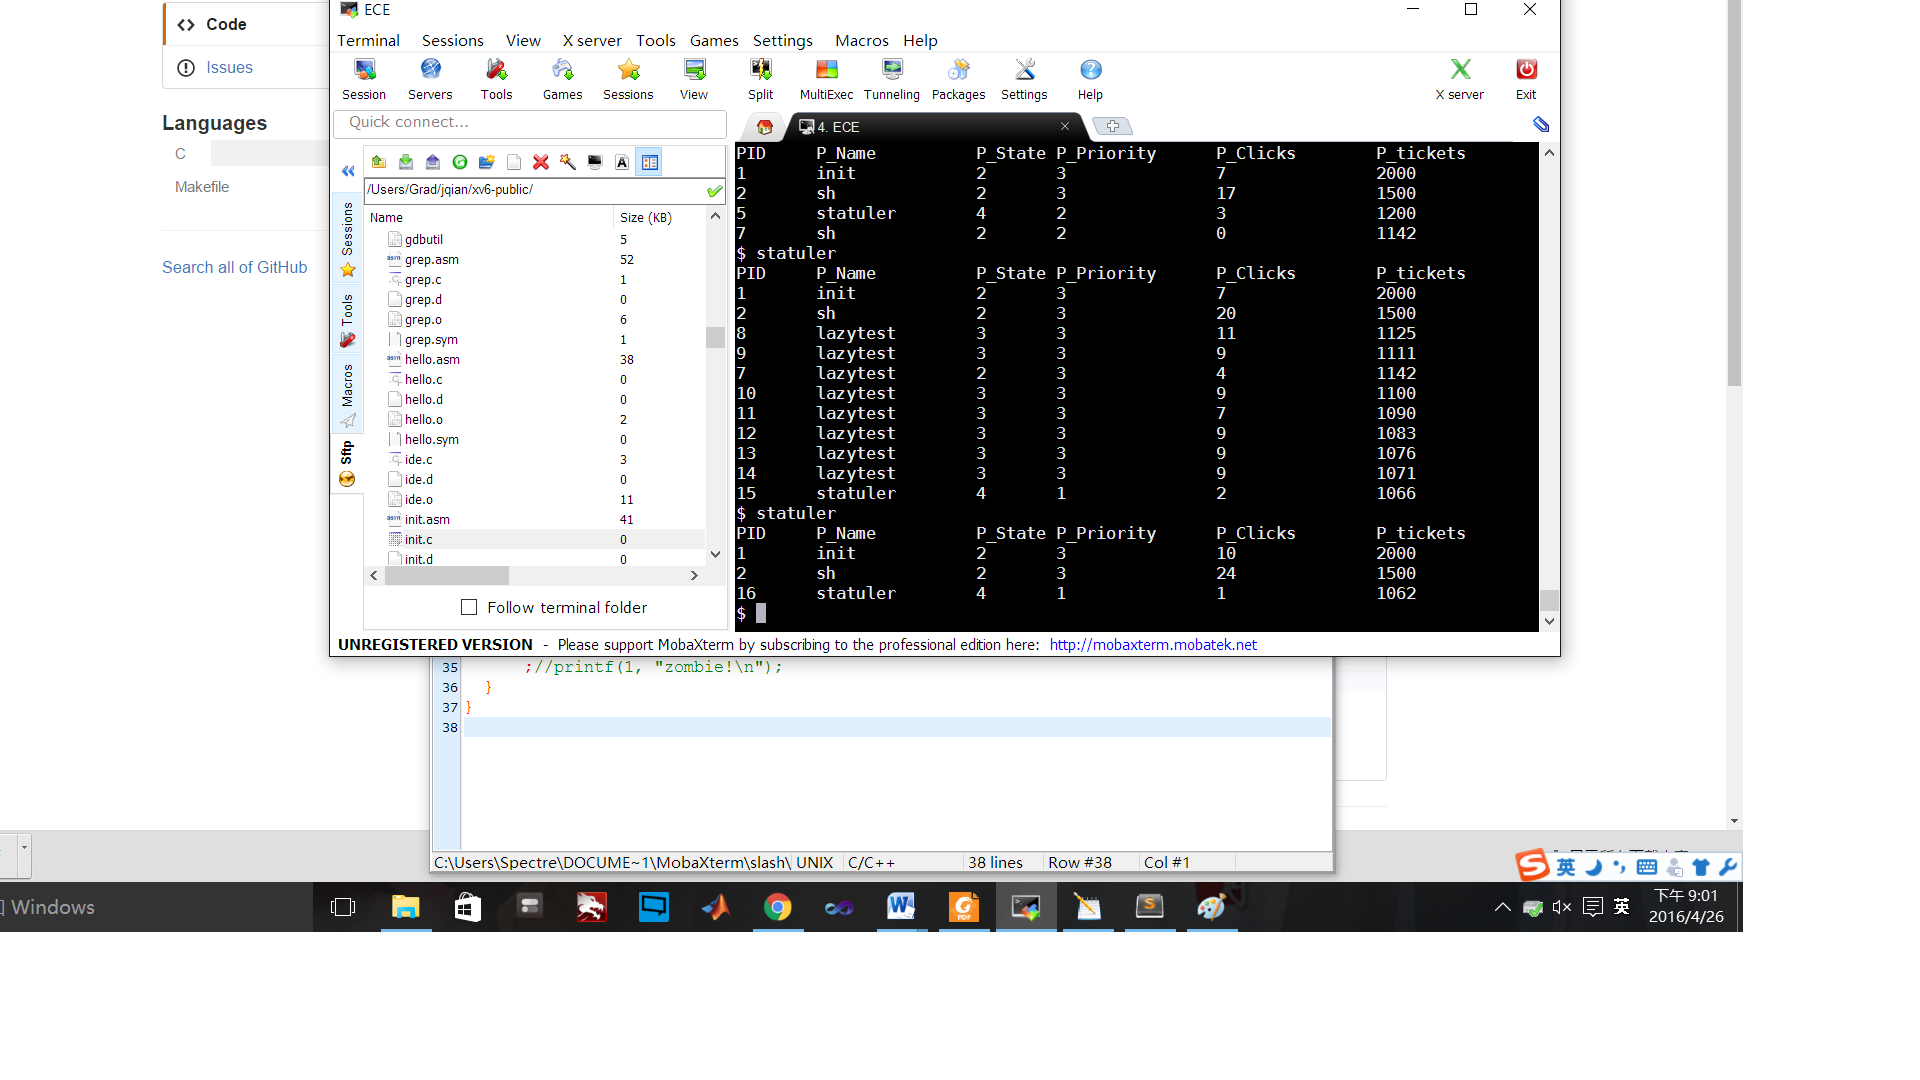 Code
Issues
Languages
C
Makefile
Search all of GitHub
ECE
Terminal Sessions View X server Tools Games Settings Macros Help
Session Servers Tools Games Sessions View Split MultiExec Tunneling Packages Settings Help X server Exit
Quick connect...
4. ECE
/Users/Grad/jqian/xv6-public/
Sessions
Tools
Macros
Sftp
Name Size (KB)
gdbutil 5
grep.asm 52
grep.c 1
grep.d 0
grep.o 6
grep.sym 1
hello.asm 38
hello.c 0
hello.d 0
hello.o 2
hello.sym 0
ide.c 3
ide.d 0
ide.o 11
init.asm 41
init.c 0
init.d 0
Follow terminal folder
PID P_Name P_State P_Priority P_Clicks P_tickets
1 init 2 3 7 2000
2 sh 2 3 17 1500
5 statuler 4 2 3 1200
7 sh 2 2 0 1142
$ statuler
PID P_Name P_State P_Priority P_Clicks P_tickets
1 init 2 3 7 2000
2 sh 2 3 20 1500
8 lazytest 3 3 11 1125
9 lazytest 3 3 9 1111
7 lazytest 2 3 4 1142
10 lazytest 3 3 9 1100
11 lazytest 3 3 7 1090
12 lazytest 3 3 9 1083
13 lazytest 3 3 9 1076
14 lazytest 3 3 9 1071
15 statuler 4 1 2 1066
$ statuler
PID P_Name P_State P_Priority P_Clicks P_tickets
1 init 2 3 10 2000
2 sh 2 3 24 1500
16 statuler 4 1 1 1062
$
UNREGISTERED VERSION - Please support MobaXterm by subscribing to the professional edition here: http://mobaxterm.mobatek.net
35 ;//printf(1, "zombie!\n");
36 }
37 }
38
C:\Users\Spectre\DOCUME~1\MobaXterm\slash\ UNIX C/C++ 38 lines Row #38 Col #1
英
Windows
英
下午 9:01
2016/4/26